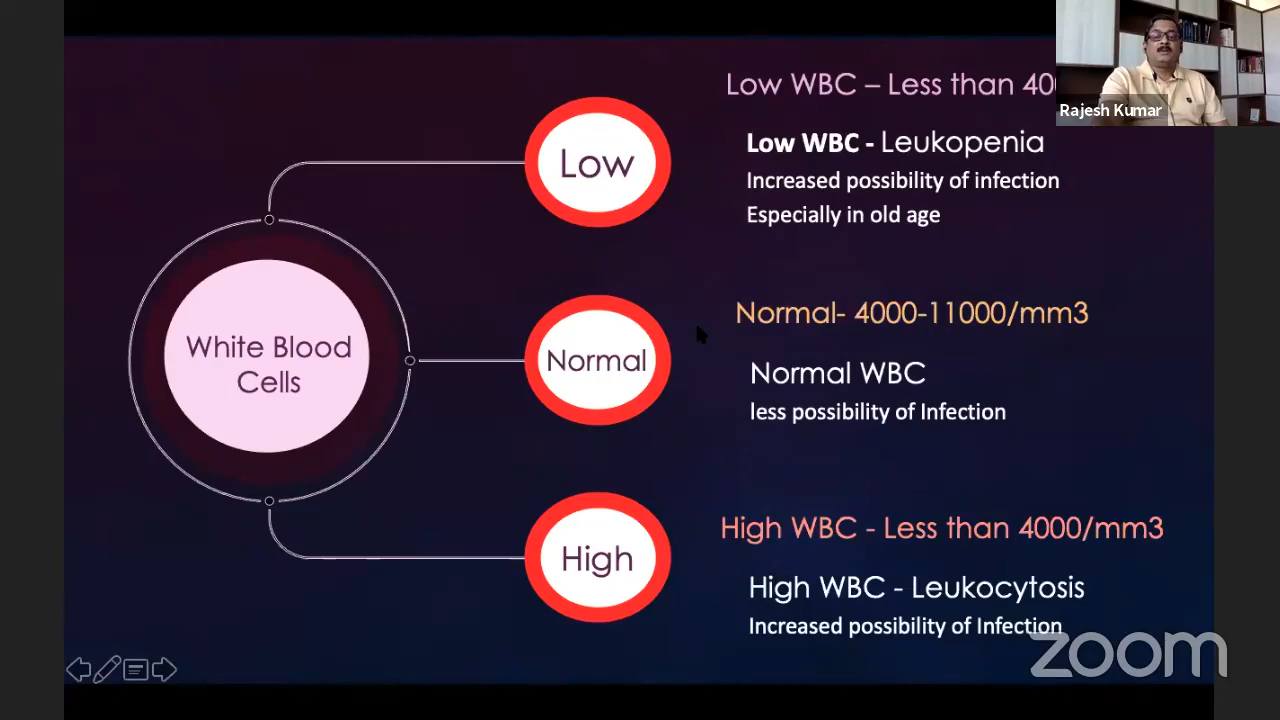 Low WBC – Less than 400
Rajesh Kumar
Low
Low WBC - Leukopenia
Increased possibility of infection
Especially in old age
White Blood
Cells
Normal
Normal- 4000-11000/mm3
Normal WBC
less possibility of Infection
High
High WBC - Less than 4000/mm3
High WBC - Leukocytosis
Increased possibility of Infection
zoom